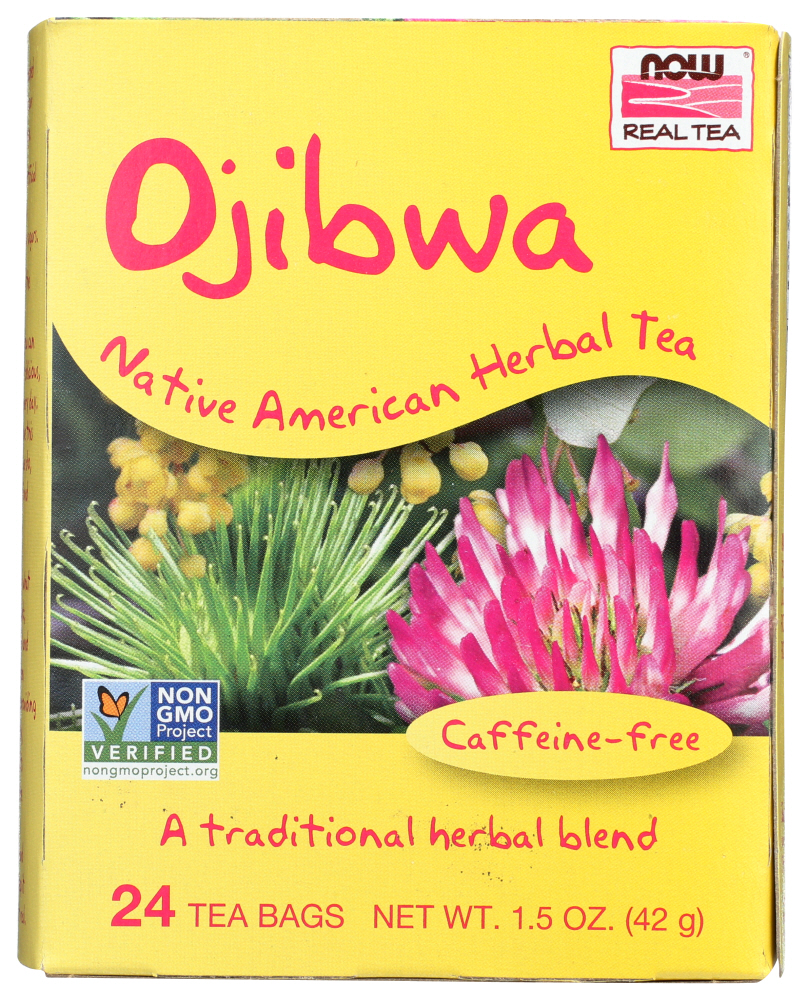 now®
REAL TEA
Ojibwa
Native American Herbal Tea
NON
GMO
Project
VERIFIED
nongmoproject.org
Caffeine-free
A traditional herbal blend
24 TEA BAGS NET WT. 1.5 OZ. (42 g)